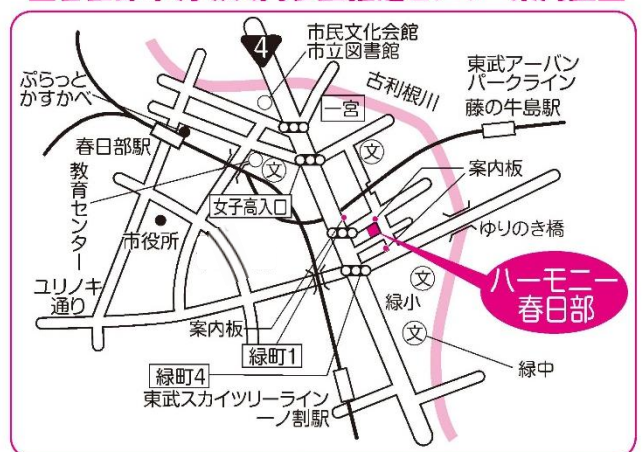 4
市民文化会館
市立図書館
ぷらっと
かすかべ
一宮
古利根川
東武アーバン
パークライン
藤の牛島駅
春日部駅
文
文
案内板
教育センター
女子高入口
市役所
ゆりのき橋
ユリノキ
通り
ハーモニー
春日部
文
緑小
案内板
緑町1
文
緑町4
緑中
東武スカイツリーライン
一ノ割駅